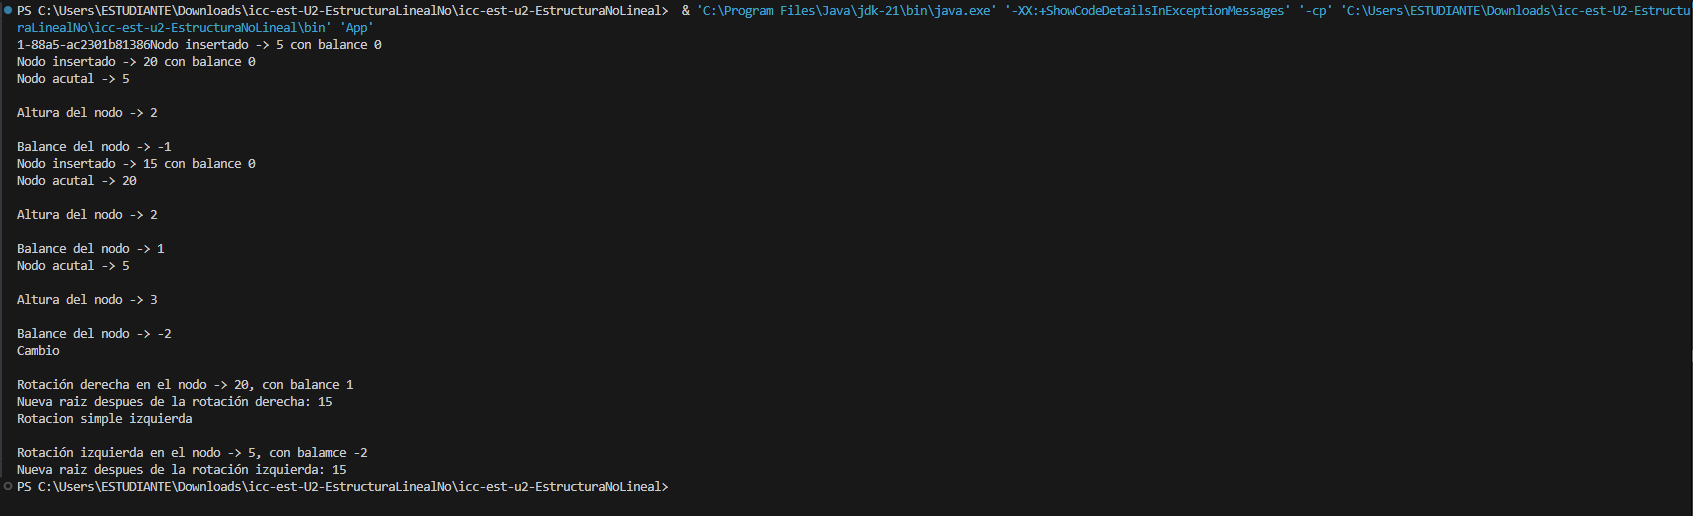 PS C:\Users\ESTUDIANTE\Downloads\icc-est-U2-EstructuraLinealNo\icc-est-u2-EstructuraNoLineal>  & 'C:\Program Files\Java\jdk-21\bin\java.exe' '-XX:+ShowCodeDetailsInExceptionMessages' '-cp' 'C:\Users\ESTUDIANTE\Downloads\icc-est-U2-Estructu
raLinealNo\icc-est-u2-EstructuraNoLineal\bin' 'App'
1-88a5-ac2301b81386Nodo insertado -> 5 con balance 0
Nodo insertado -> 20 con balance 0
Nodo acutal -> 5
Altura del nodo -> 2
Balance del nodo -> -1
Nodo insertado -> 15 con balance 0
Nodo acutal -> 20
Altura del nodo -> 2
Balance del nodo -> 1
Nodo acutal -> 5
Altura del nodo -> 3
Balance del nodo -> -2
Cambio
Rotación derecha en el nodo -> 20, con balance 1
Nueva raiz despues de la rotación derecha: 15
Rotacion simple izquierda
Rotación izquierda en el nodo -> 5, con balamce -2
Nueva raiz despues de la rotación izquierda: 15
PS C:\Users\ESTUDIANTE\Downloads\icc-est-U2-EstructuraLinealNo\icc-est-u2-EstructuraNoLineal>